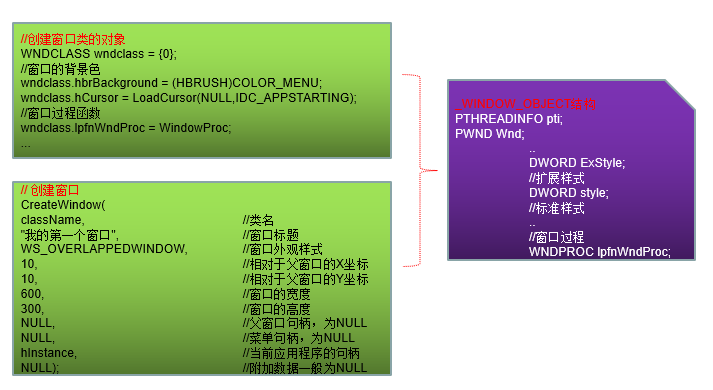 //创建窗口类的对象
WNDCLASS wndclass = {0};
//窗口的背景色
wndclass.hbrBackground = (HBRUSH)COLOR_MENU;
wndclass.hCursor = LoadCursor(NULL,IDC_APPSTARTING);
//窗口过程函数
wndclass.lpfnWndProc = WindowProc;
...
// 创建窗口
CreateWindow(
className, //类名
"我的第一个窗口", //窗口标题
WS_OVERLAPPEDWINDOW, //窗口外观样式
10, //相对于父窗口的X坐标
10, //相对于父窗口的Y坐标
600, //窗口的宽度
300, //窗口的高度
NULL, //父窗口句柄，为NULL
NULL, //菜单句柄，为NULL
hInstance, //当前应用程序的句柄
NULL); //附加数据一般为NULL
_WINDOW_OBJECT结构
PTHREADINFO pti;
PWND Wnd;
..
DWORD ExStyle;
//扩展样式
DWORD style;
//标准样式
..
//窗口过程
WNDPROC lpfnWndProc;